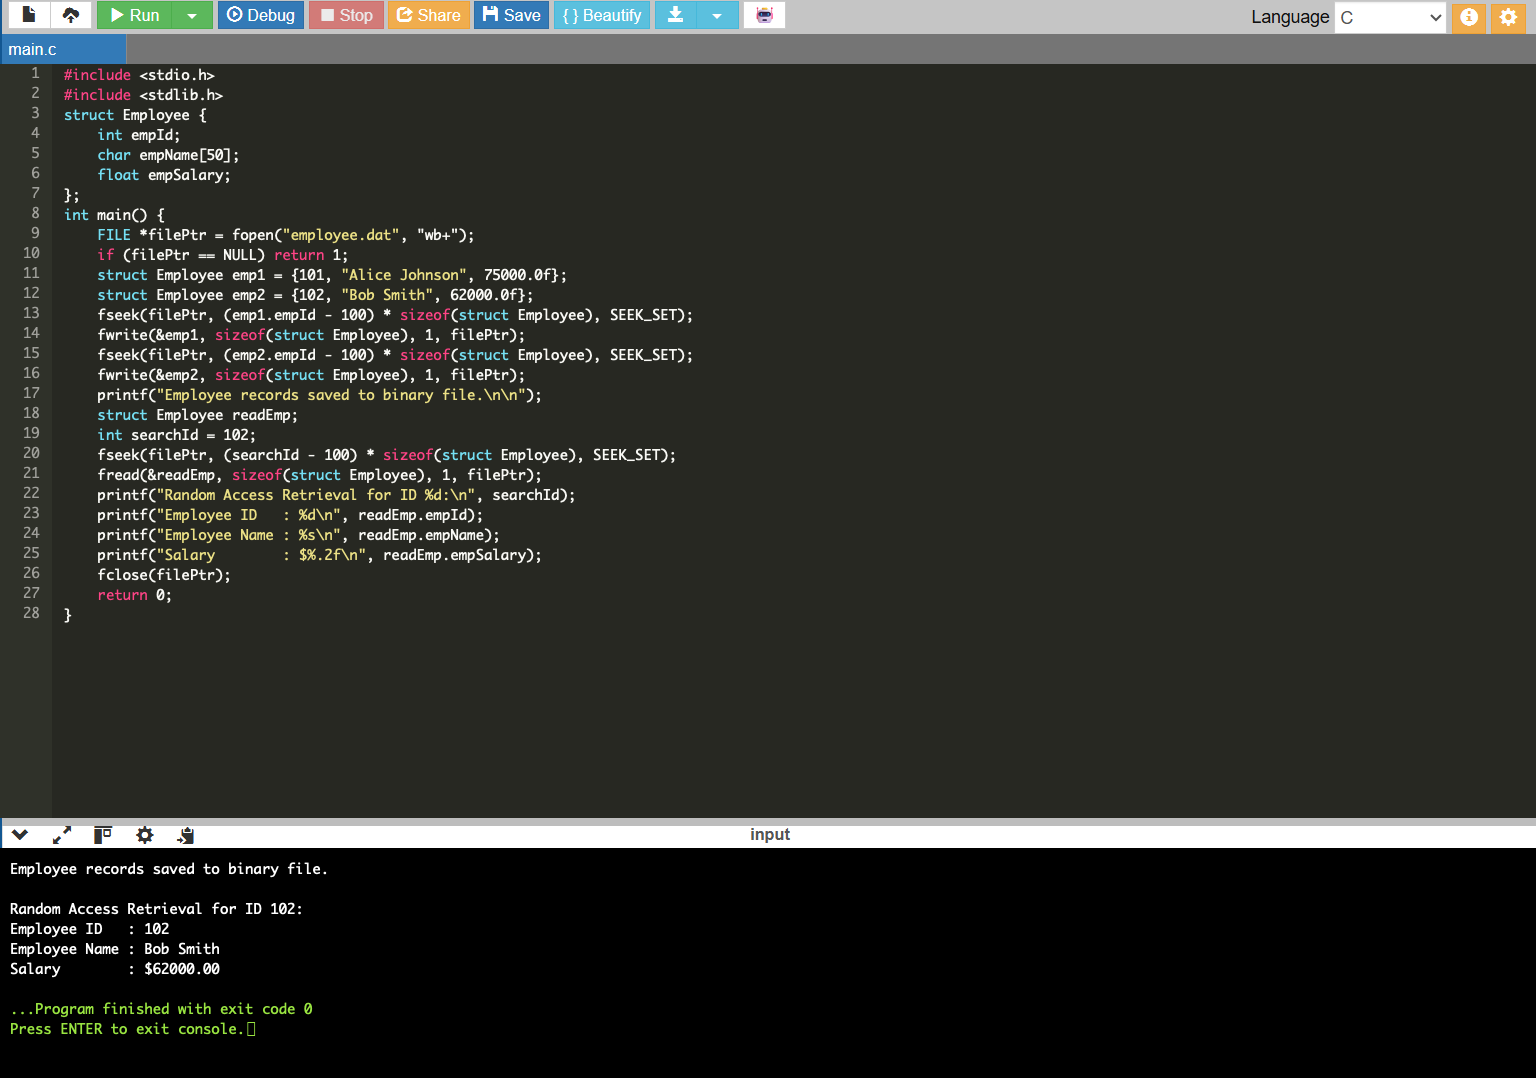 Run Debug Stop Share Save { } Beautify Language C
main.c
1 #include <stdio.h>
2 #include <stdlib.h>
3 struct Employee {
4     int empId;
5     char empName[50];
6     float empSalary;
7 };
8 int main() {
9     FILE *filePtr = fopen("employee.dat", "wb+");
10     if (filePtr == NULL) return 1;
11     struct Employee emp1 = {101, "Alice Johnson", 75000.0f};
12     struct Employee emp2 = {102, "Bob Smith", 62000.0f};
13     fseek(filePtr, (emp1.empId - 100) * sizeof(struct Employee), SEEK_SET);
14     fwrite(&emp1, sizeof(struct Employee), 1, filePtr);
15     fseek(filePtr, (emp2.empId - 100) * sizeof(struct Employee), SEEK_SET);
16     fwrite(&emp2, sizeof(struct Employee), 1, filePtr);
17     printf("Employee records saved to binary file.\n\n");
18     struct Employee readEmp;
19     int searchId = 102;
20     fseek(filePtr, (searchId - 100) * sizeof(struct Employee), SEEK_SET);
21     fread(&readEmp, sizeof(struct Employee), 1, filePtr);
22     printf("Random Access Retrieval for ID %d:\n", searchId);
23     printf("Employee ID   : %d\n", readEmp.empId);
24     printf("Employee Name : %s\n", readEmp.empName);
25     printf("Salary        : $%.2f\n", readEmp.empSalary);
26     fclose(filePtr);
27     return 0;
28 }
input
Employee records saved to binary file.
Random Access Retrieval for ID 102:
Employee ID   : 102
Employee Name : Bob Smith
Salary        : $62000.00
...Program finished with exit code 0
Press ENTER to exit console.